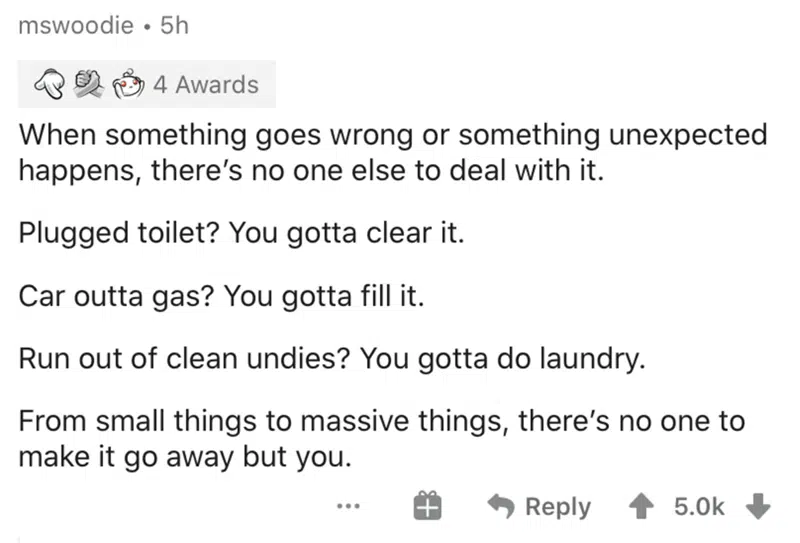 mswoodie • 5h
4 Awards
When something goes wrong or something unexpected
happens, there’s no one else to deal with it.
Plugged toilet? You gotta clear it.
Car outta gas? You gotta fill it.
Run out of clean undies? You gotta do laundry.
From small things to massive things, there’s no one to
make it go away but you.
Reply 5.0k